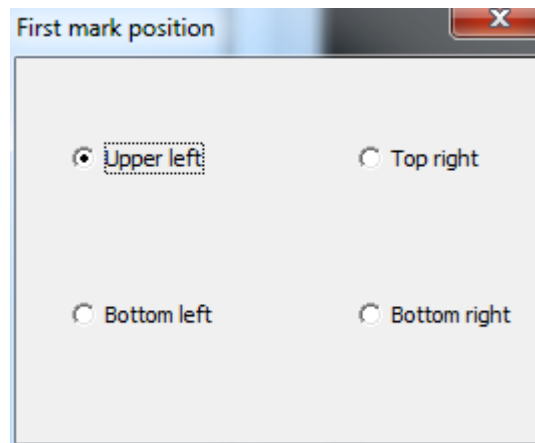 First mark position
Upper left
Top right
Bottom left
Bottom right